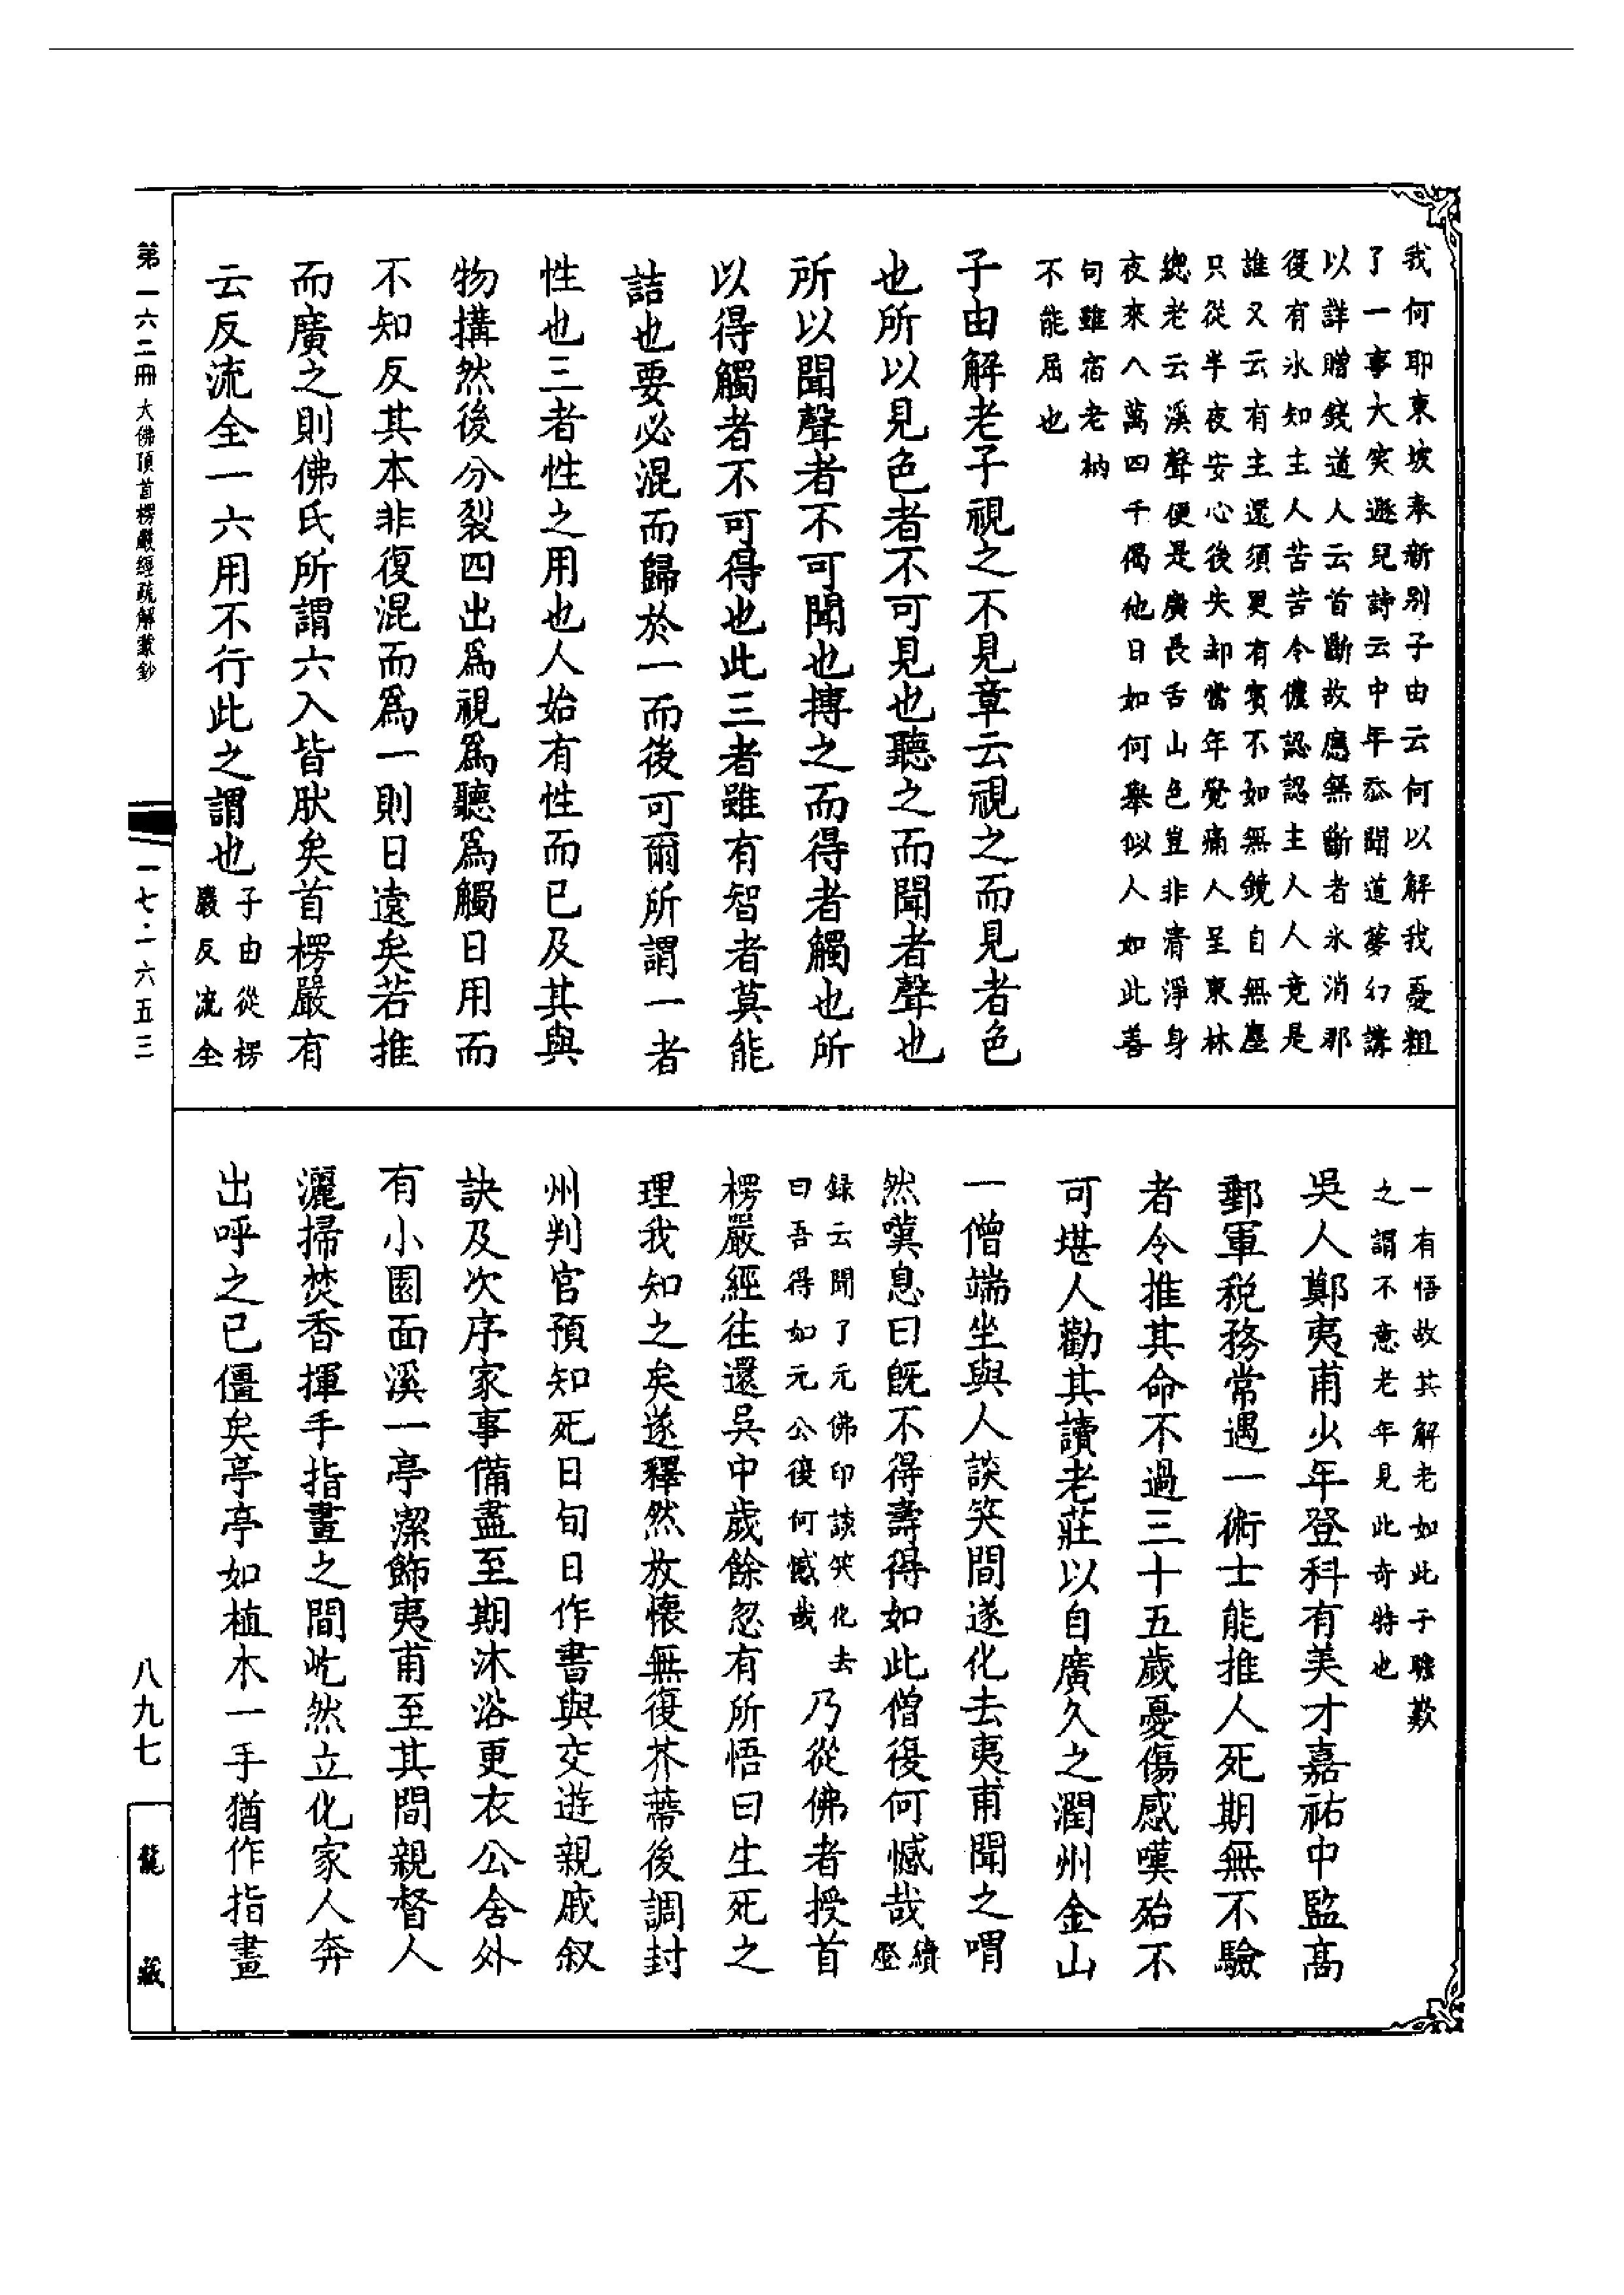 我何耶東坡奉新別子由云何以解我憂粗
了一事大笑遜兒詩云中年忝聞道夢幻講
以詳贈錢道人云首斷故應無斷者氷消那
復有氷知主人苦苦令儂認認主人人竟是
誰又云有主還須更有賓不如無鏡自無塵
只從半夜安心後失却當年覺痛人呈東林
總老云溪聲便是廣長舌山色豈非清淨身
夜來八萬四千偈他日如何舉似人如此善
句雖宿老衲
不能屈也
子由解老子視之不見章云視之而見者色
也所以見色者不可見也聽之而聞者聲也
所以聞聲者不可聞也摶之而得者觸也所
以得觸者不可得也此三者雖有智者莫能
詰也要必混而歸於一而後可爾所謂一者
性也三者性之用也人始有性而已及其與
物搆然後分裂四出爲視爲聽爲觸日用而
不知反其本非復混而爲一則日遠矣若推
而廣之則佛氏所謂六入皆肰矣首楞嚴有
云反流全一六用不行此之謂也
子由從楞
嚴反流全
一有悟故其解老如此子瞻歎
之謂不意老年見此奇特也
吳人鄭夷甫少年登科有美才嘉祐中監高
郵軍税務常遇一術士能推人死期無不驗
者令推其命不過三十五歲憂傷感嘆殆不
可堪人勸其讀老莊以自廣久之潤州金山
一僧端坐與人談笑間遂化去夷甫聞之喟
然嘆息曰旣不得壽得如此僧復何憾哉
續
歷
録云聞了元佛印談笑化去
曰吾得如元公復何憾哉
乃從佛者授首
楞嚴經往還吳中歲餘忽有所悟曰生死之
理我知之矣遂釋然放懷無復芥蔕後調封
州判官預知死日旬日作書與交遊親戚叙
訣及次序家事備盡至期沐浴更衣公舍外
有小園面溪一亭潔飾夷甫至其間親督人
灑掃焚香揮手指畫之間屹然立化家人奔
出呼之已僵矣亭亭如植木一手猶作指畫
第一六二冊 大佛頂首楞嚴經疏解蒙鈔
一七·一六五三
八九七
龍藏